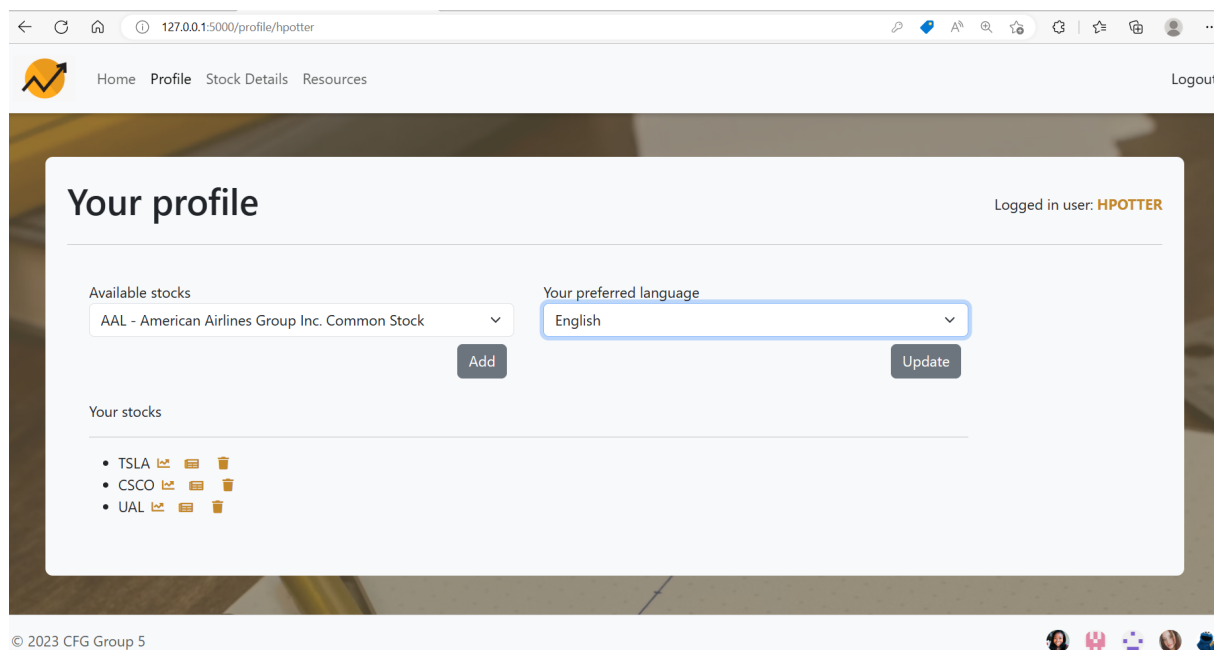 127.0.0.1:5000/profile/hpotter
Home Profile Stock Details Resources Logout
Your profile
Logged in user: HPOTTER
Available stocks
Your preferred language
AAL - American Airlines Group Inc. Common Stock
English
Add
Update
Your stocks
TSLA
CSCO
UAL
© 2023 CFG Group 5